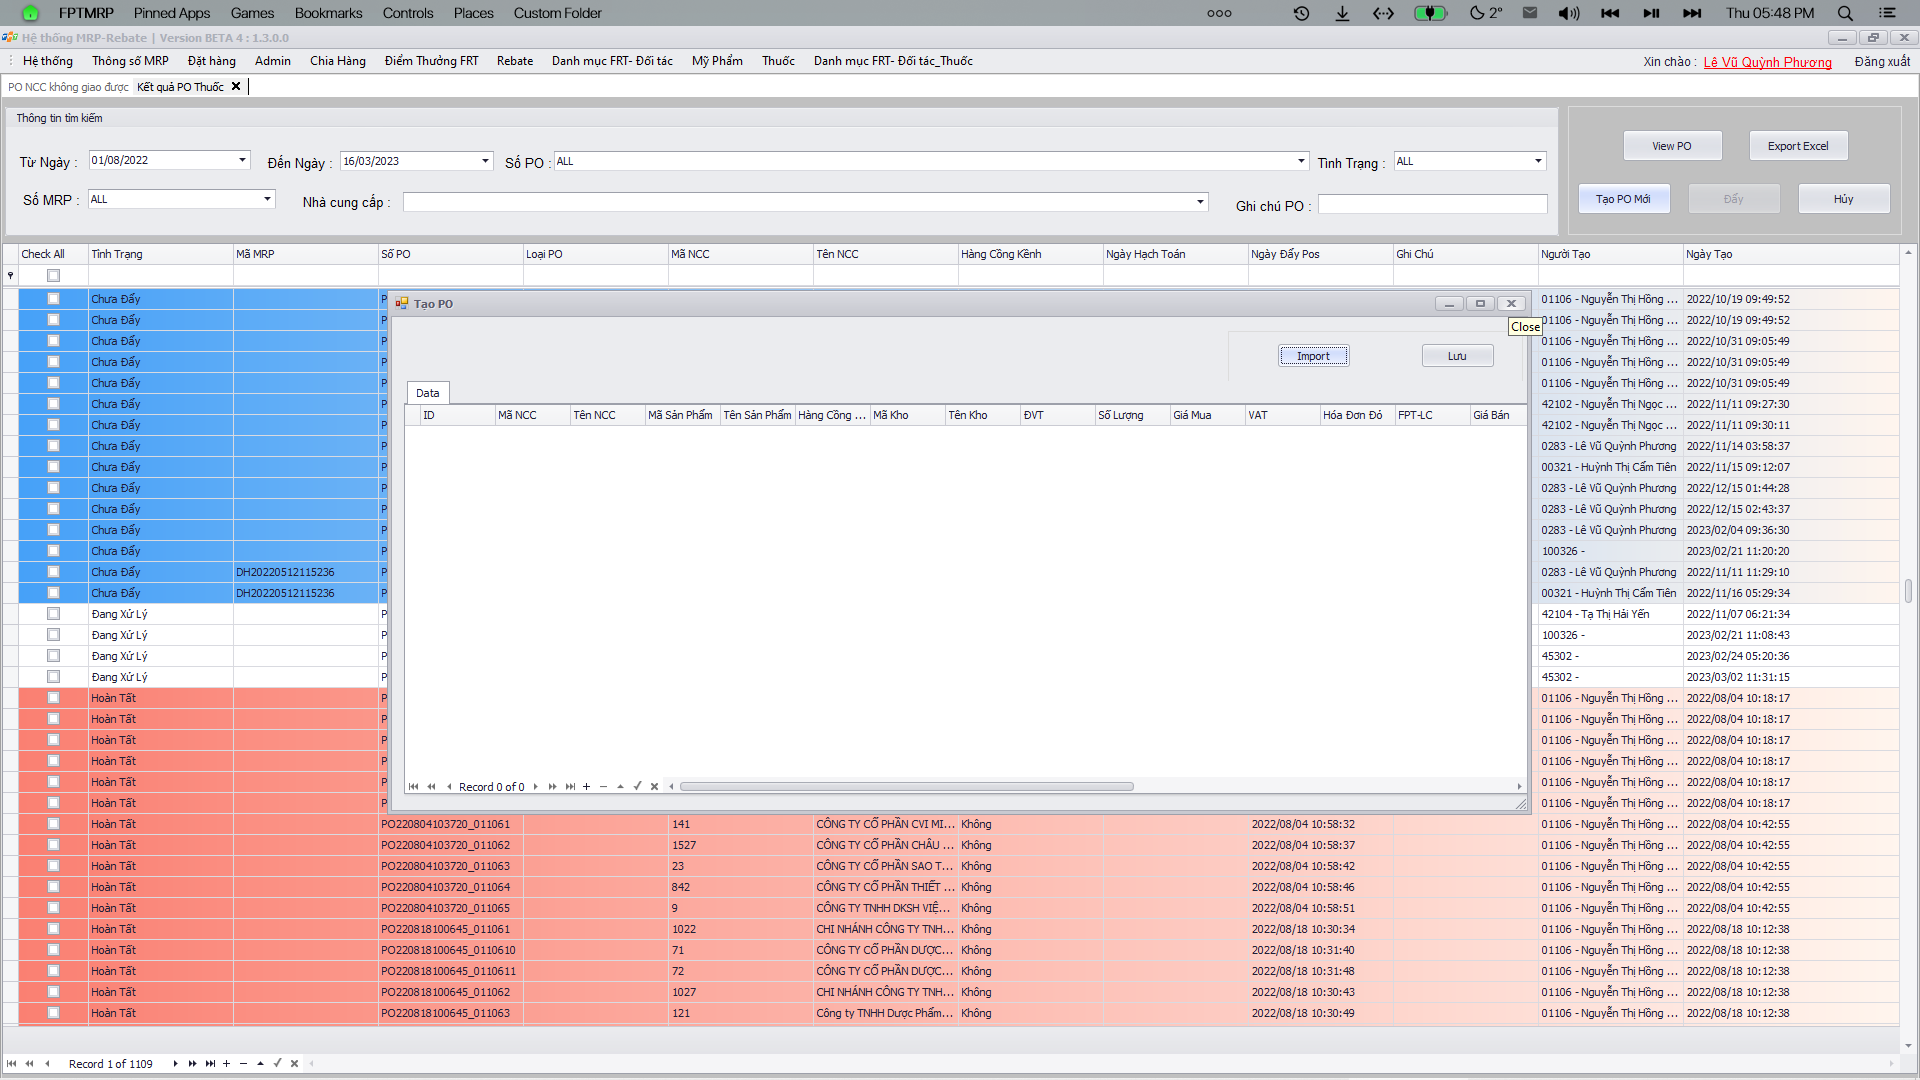 FPTMRP Pinned Apps Games Bookmarks Controls Places Custom Folder 2° Thu 05:48 PM
Hệ thống MRP-Rebate | Version BETA 4 : 1.3.0.0
Hệ thống Thông số MRP Đặt hàng Admin Chia Hàng Điểm Thưởng FRT Rebate Danh mục FRT- Đối tác Mỹ Phẩm Thuốc Danh mục FRT- Đối tác_Thuốc Xin chào : Lê Vũ Quỳnh Phương Đăng xuất
PO NCC không giao được Kết quả PO Thuốc
Thông tin tìm kiếm
Từ Ngày : 01/08/2022 Đến Ngày : 16/03/2023 Số PO : ALL Tình Trạng : ALL
View PO Export Excel
Số MRP : ALL Nhà cung cấp : Ghi chú PO :
Tạo PO Mới Đẩy Hủy
Check All Tình Trạng Mã MRP Số PO Loại PO Mã NCC Tên NCC Hàng Cồng Kềnh Ngày Hạch Toán Ngày Đẩy Pos Ghi Chú Người Tạo Ngày Tạo
Tạo PO
Close
Import Lưu
Data
ID Mã NCC Tên NCC Mã Sản Phẩm Tên Sản Phẩm Hàng Cồng ... Mã Kho Tên Kho ĐVT Số Lượng Giá Mua VAT Hóa Đơn Đỏ FPT-LC Giá Bán
Record 0 of 0
Chưa Đẩy P 01106 - Nguyễn Thị Hồng ... 2022/10/19 09:49:52
Chưa Đẩy P 01106 - Nguyễn Thị Hồng ... 2022/10/19 09:49:52
Chưa Đẩy P 01106 - Nguyễn Thị Hồng ... 2022/10/31 09:05:49
Chưa Đẩy P 01106 - Nguyễn Thị Hồng ... 2022/10/31 09:05:49
Chưa Đẩy P 01106 - Nguyễn Thị Hồng ... 2022/10/31 09:05:49
Chưa Đẩy P 42102 - Nguyễn Thị Ngọc ... 2022/11/11 09:27:30
Chưa Đẩy P 42102 - Nguyễn Thị Ngọc ... 2022/11/11 09:30:11
Chưa Đẩy P 0283 - Lê Vũ Quỳnh Phương 2022/11/14 03:58:37
Chưa Đẩy P 00321 - Huỳnh Thị Cẩm Tiên 2022/11/15 09:12:07
Chưa Đẩy P 0283 - Lê Vũ Quỳnh Phương 2022/12/15 01:44:28
Chưa Đẩy P 0283 - Lê Vũ Quỳnh Phương 2022/12/15 02:43:37
Chưa Đẩy P 0283 - Lê Vũ Quỳnh Phương 2023/02/04 09:36:30
Chưa Đẩy P 100326 - 2023/02/21 11:20:20
Chưa Đẩy DH20220512115236 P 0283 - Lê Vũ Quỳnh Phương 2022/11/11 11:29:10
Chưa Đẩy DH20220512115236 P 00321 - Huỳnh Thị Cẩm Tiên 2022/11/16 05:29:34
Đang Xử Lý P 42104 - Tạ Thị Hải Yến 2022/11/07 06:21:34
Đang Xử Lý P 100326 - 2023/02/21 11:08:43
Đang Xử Lý P 45302 - 2023/02/24 05:20:36
Đang Xử Lý P 45302 - 2023/03/02 11:31:15
Hoàn Tất P 01106 - Nguyễn Thị Hồng ... 2022/08/04 10:18:17
Hoàn Tất P 01106 - Nguyễn Thị Hồng ... 2022/08/04 10:18:17
Hoàn Tất P 01106 - Nguyễn Thị Hồng ... 2022/08/04 10:18:17
Hoàn Tất P 01106 - Nguyễn Thị Hồng ... 2022/08/04 10:18:17
Hoàn Tất P 01106 - Nguyễn Thị Hồng ... 2022/08/04 10:18:17
Hoàn Tất P 01106 - Nguyễn Thị Hồng ... 2022/08/04 10:18:17
Hoàn Tất PO220804103720_011061 141 CÔNG TY CỔ PHẦN CVI MI... Không 2022/08/04 10:58:32 01106 - Nguyễn Thị Hồng ... 2022/08/04 10:42:55
Hoàn Tất PO220804103720_011062 1527 CÔNG TY CỔ PHẦN CHÂU ... Không 2022/08/04 10:58:37 01106 - Nguyễn Thị Hồng ... 2022/08/04 10:42:55
Hoàn Tất PO220804103720_011063 23 CÔNG TY CỔ PHẦN SAO T... Không 2022/08/04 10:58:42 01106 - Nguyễn Thị Hồng ... 2022/08/04 10:42:55
Hoàn Tất PO220804103720_011064 842 CÔNG TY CỔ PHẦN THIẾT ... Không 2022/08/04 10:58:46 01106 - Nguyễn Thị Hồng ... 2022/08/04 10:42:55
Hoàn Tất PO220804103720_011065 9 CÔNG TY TNHH DKSH VIỆ... Không 2022/08/04 10:58:51 01106 - Nguyễn Thị Hồng ... 2022/08/04 10:42:55
Hoàn Tất PO220818100645_011061 1022 CHI NHÁNH CÔNG TY TNH... Không 2022/08/18 10:30:34 01106 - Nguyễn Thị Hồng ... 2022/08/18 10:12:38
Hoàn Tất PO220818100645_0110610 71 CÔNG TY CỔ PHẦN DƯỢC... Không 2022/08/18 10:31:40 01106 - Nguyễn Thị Hồng ... 2022/08/18 10:12:38
Hoàn Tất PO220818100645_0110611 72 CÔNG TY CỔ PHẦN DƯỢC... Không 2022/08/18 10:31:48 01106 - Nguyễn Thị Hồng ... 2022/08/18 10:12:38
Hoàn Tất PO220818100645_011062 1027 CHI NHÁNH CÔNG TY TNH... Không 2022/08/18 10:30:43 01106 - Nguyễn Thị Hồng ... 2022/08/18 10:12:38
Hoàn Tất PO220818100645_011063 121 Công ty TNHH Dược Phẩm... Không 2022/08/18 10:30:49 01106 - Nguyễn Thị Hồng ... 2022/08/18 10:12:38
Record 1 of 1109